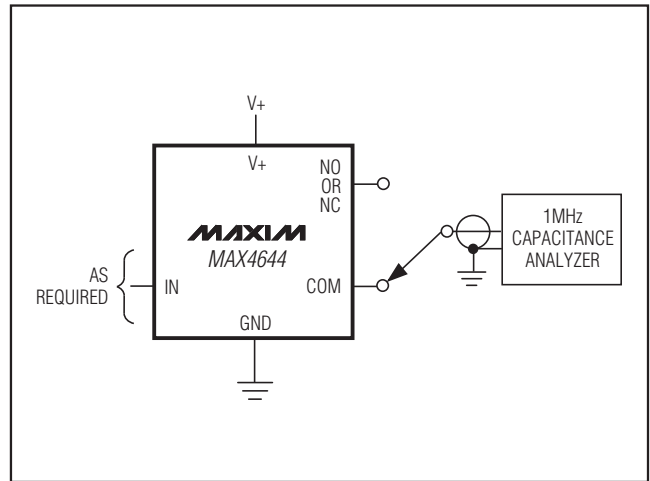 V+
V+
NO
OR
NC
MAXIM
MAX4644
AS
REQUIRED
IN
COM
GND
1MHz
CAPACITANCE
ANALYZER